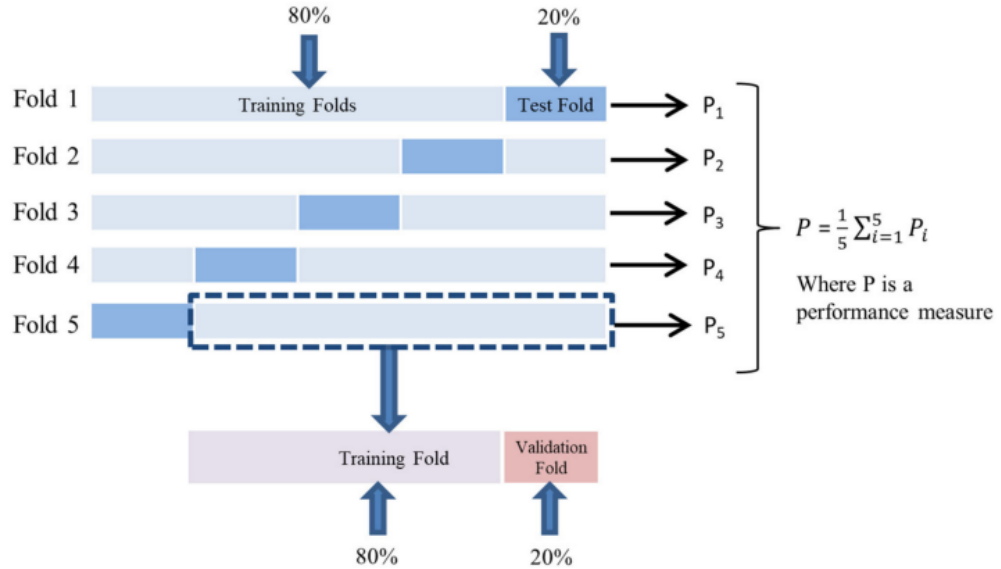 80%
20%
Fold 1
Training Folds
Test Fold
P₁
Fold 2
P₂
Fold 3
P₃
Fold 4
P₄
Fold 5
P₅
P = 1/5 ∑⁵ᵢ₌₁ Pᵢ
Where P is a
performance measure
Training Fold
Validation
Fold
80%
20%